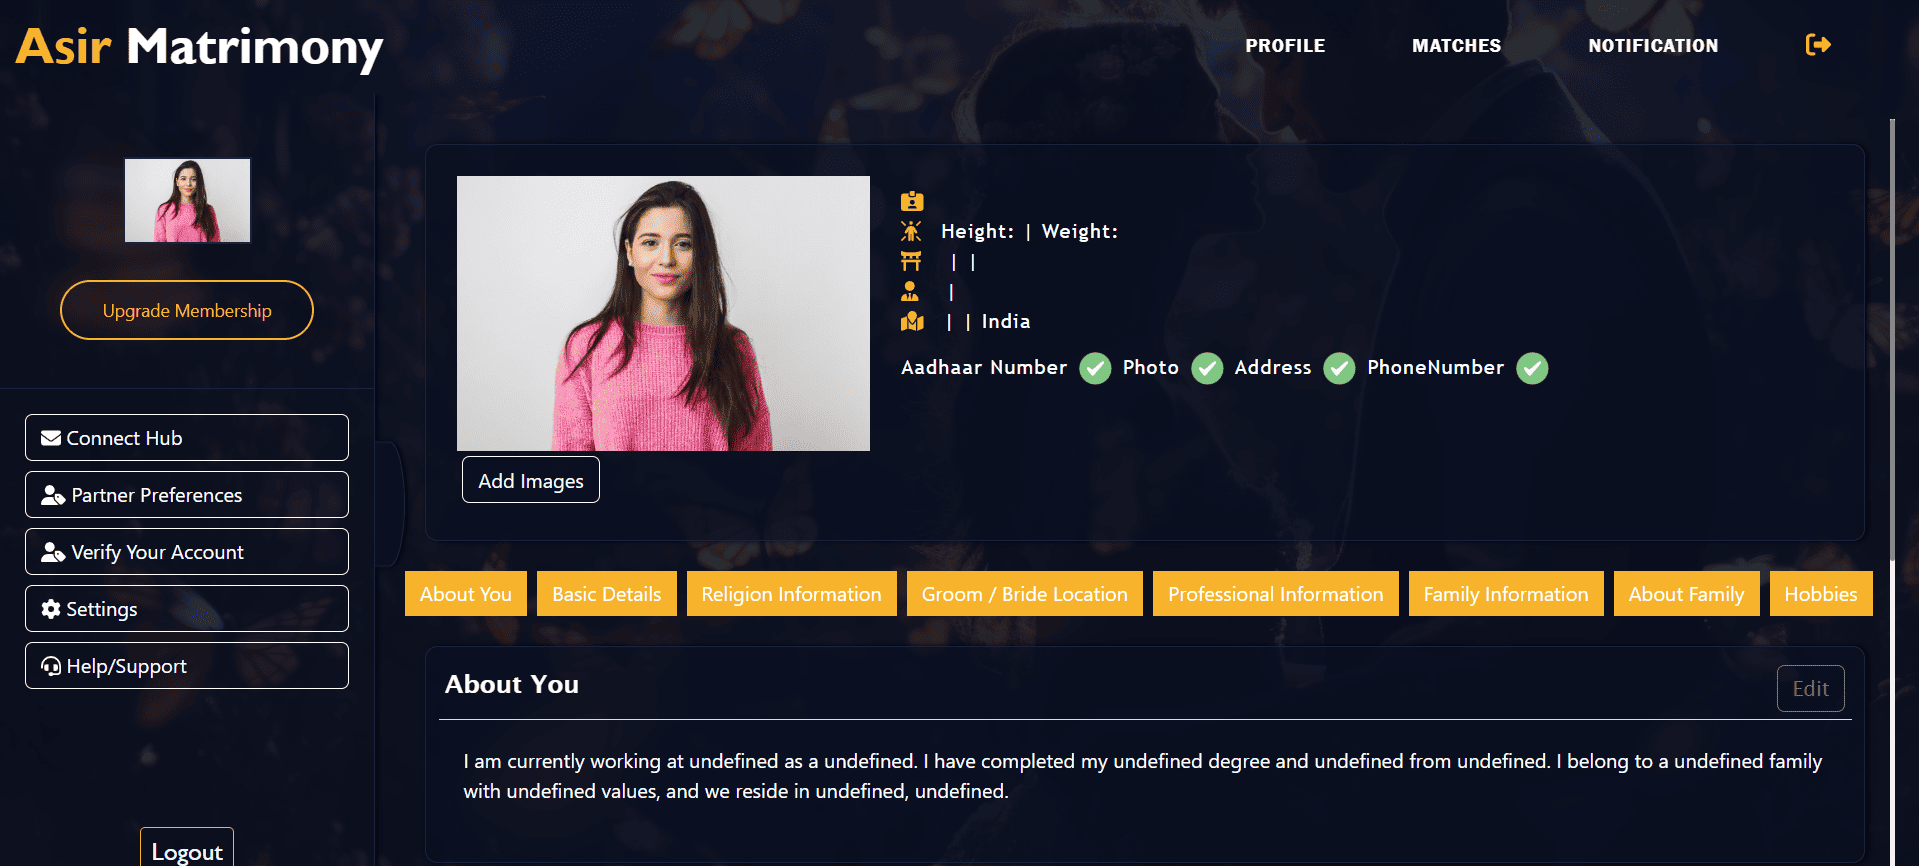 Asir Matrimony
PROFILE
MATCHES
NOTIFICATION
Upgrade Membership
Connect Hub
Partner Preferences
Verify Your Account
Settings
Help/Support
Logout
Height: | Weight:
| |
|
| | India
Aadhaar Number Photo Address PhoneNumber
Add Images
About You
Basic Details
Religion Information
Groom / Bride Location
Professional Information
Family Information
About Family
Hobbies
About You
Edit
I am currently working at undefined as a undefined. I have completed my undefined degree and undefined from undefined. I belong to a undefined family
with undefined values, and we reside in undefined, undefined.